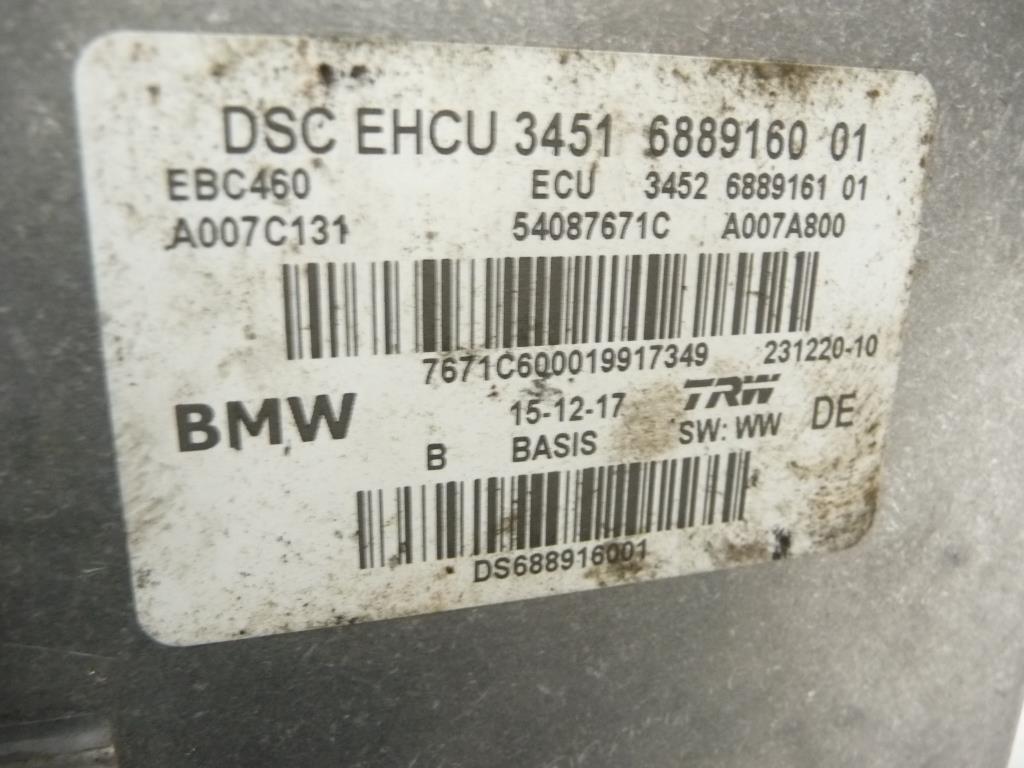 DSC EHCU 3451 6889160 01
EBC460 ECU 3452 6889161 01
A007C131 54087671C A007A800
7671C600019917349 231220-10
BMW 15-12-17 TRW DE
B BASIS SW: WW
DS688916001